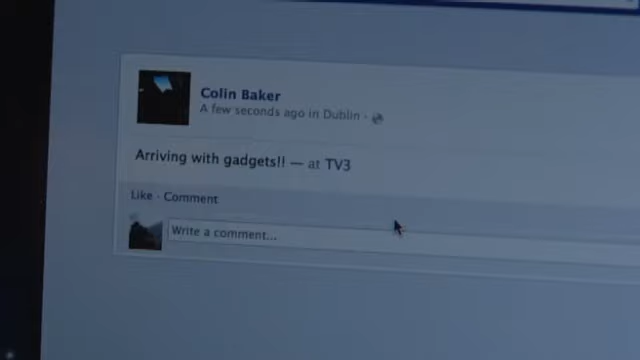 Colin Baker
A few seconds ago in Dublin ·
Arriving with gadgets!! — at TV3
Like · Comment
Write a comment...